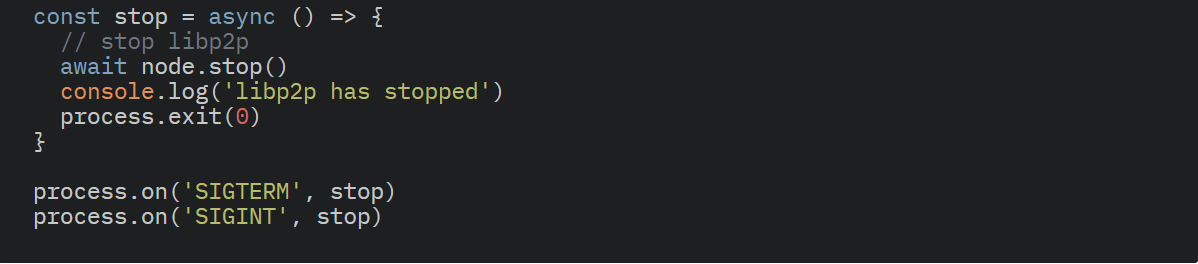 const stop = async () => {
  // stop libp2p
  await node.stop()
  console.log('libp2p has stopped')
  process.exit(0)
}

process.on('SIGTERM', stop)
process.on('SIGINT', stop)